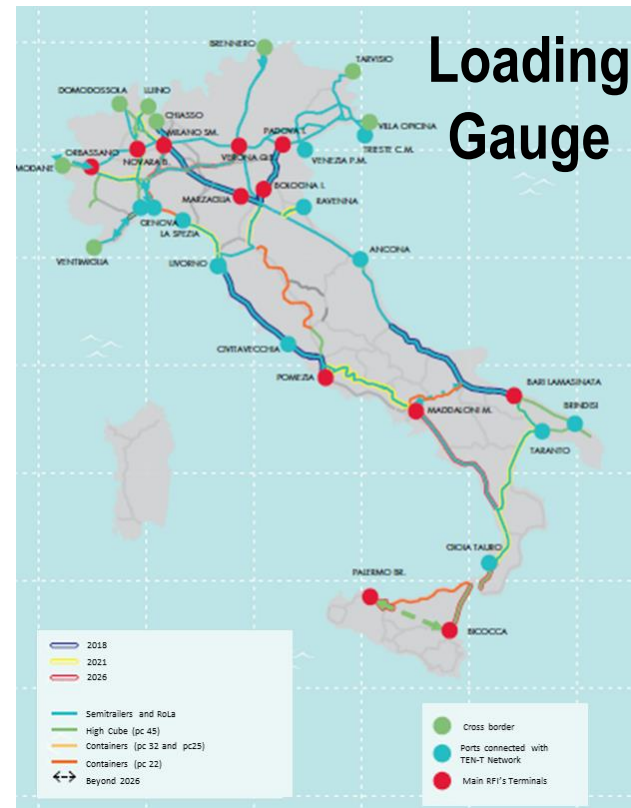 Loading
Gauge
BRENNERO
TARVISIO
DOMODOSSOLA
LUINO
CHIASSO
MILANO SM.
PADOVA I.
VILLA OPICINA
TRIESTE C.M.
ORBASSANO
NOVARA B.
VERONA Q.E.
VENEZIA P.M.
MODANE
BOLOGNA I.
MARZAGLIA
RAVENNA
GENOVA
LA SPEZIA
VENTIMIGLIA
LIVORNO
ANCONA
CIVITAVECCHIA
POMEZIA
BARI LAMASINATA
MADDALONI M.
BRINDISI
TARANTO
GIOIA TAURO
PALERMO BR.
BICOCCA
2018
2021
2026
Semitrailers and RoLa
High Cube (pc 45)
Containers (pc 32 and pc25)
Containers (pc 22)
Beyond 2026
Cross border
Ports connected with
TEN-T Network
Main RFI's Terminals